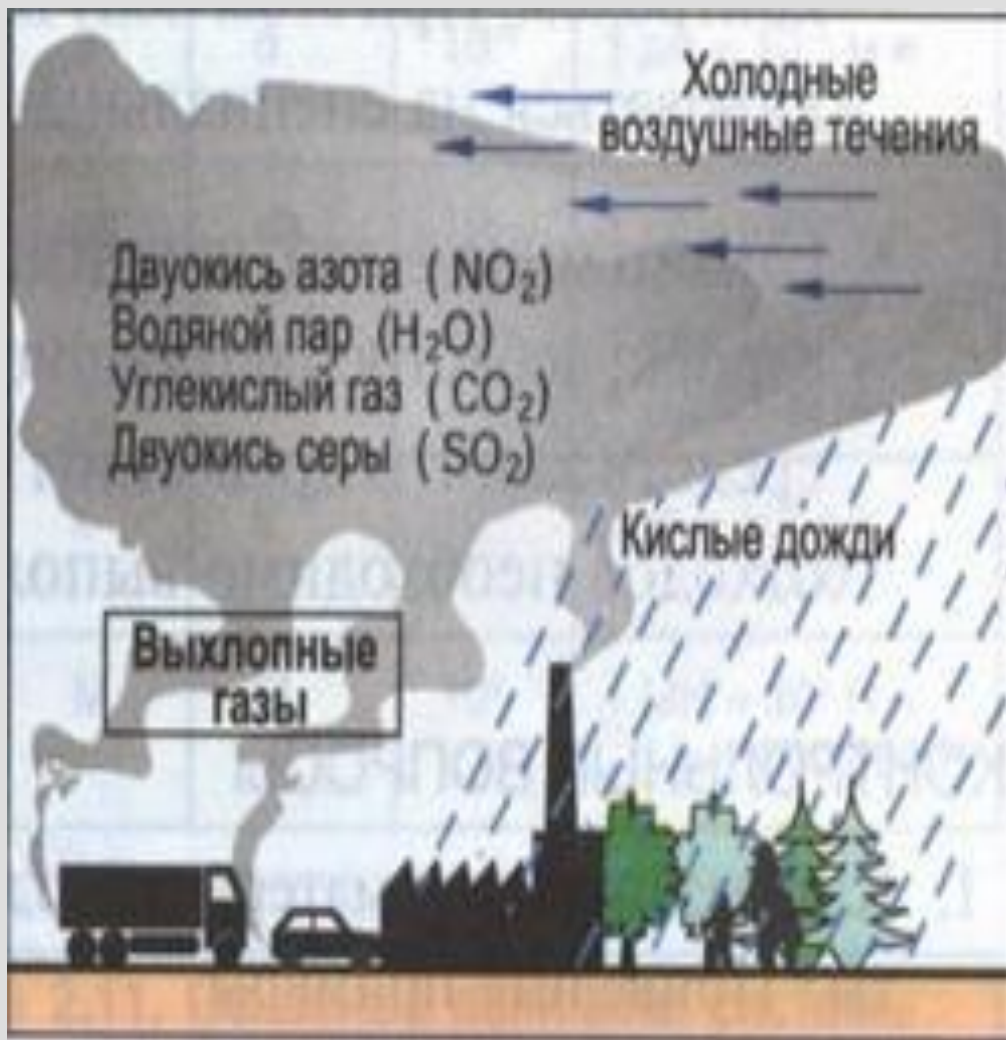 Холодные
воздушные течения
Двуокись азота ( NO₂)
Водяной пар (H₂O)
Углекислый газ ( CO₂)
Двуокись серы ( SO₂)
Кислые дожди
Выхлопные
газы